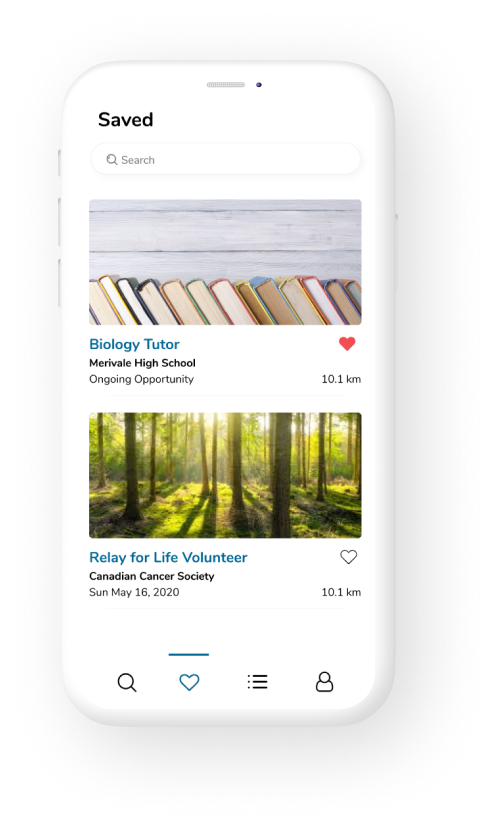 Saved
Search
Biology Tutor
Merivale High School
Ongoing Opportunity
10.1 km
Relay for Life Volunteer
Canadian Cancer Society
Sun May 16, 2020
10.1 km